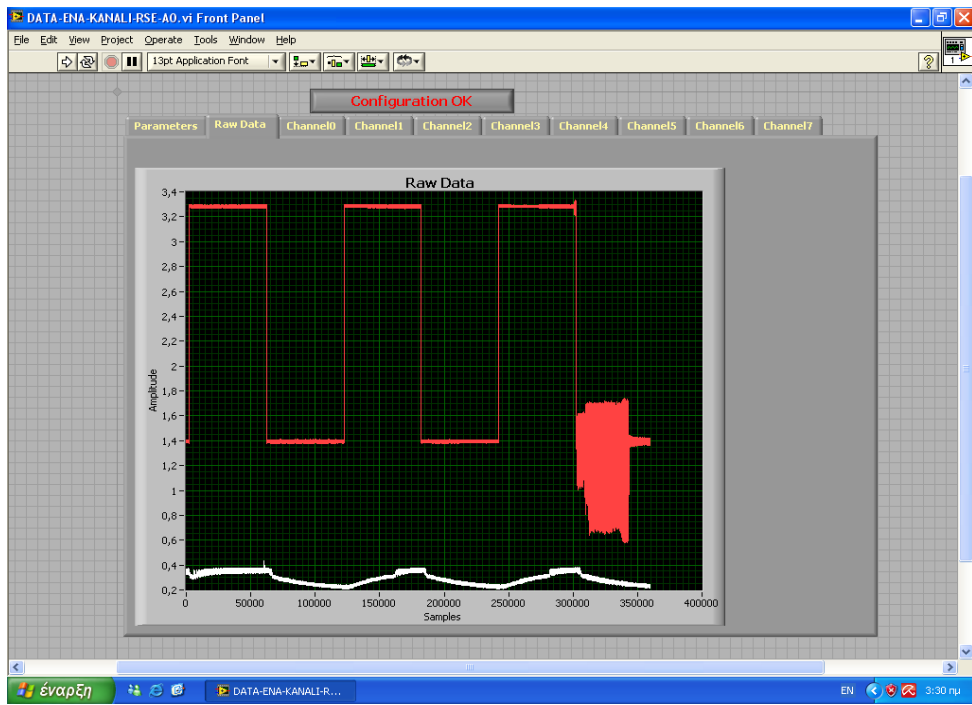 DATA-ENA-KANALI-RSE-AO.vi Front Panel
File Edit View Project Operate Tools Window Help
13pt Application Font
1
Configuration OK
Parameters Raw Data Channel0 Channel1 Channel2 Channel3 Channel4 Channel5 Channel6 Channel7
Raw Data
3,4
3,2
3
2,8
2,6
2,4
2,2
2
1,8
1,6
1,4
1,2
1
0,8
0,6
0,4
0,2
Amplitude
0 50000 100000 150000 200000 250000 300000 350000 400000
Samples
έναρξη DATA-ENA-KANALI-R... EN 3:30 πμ